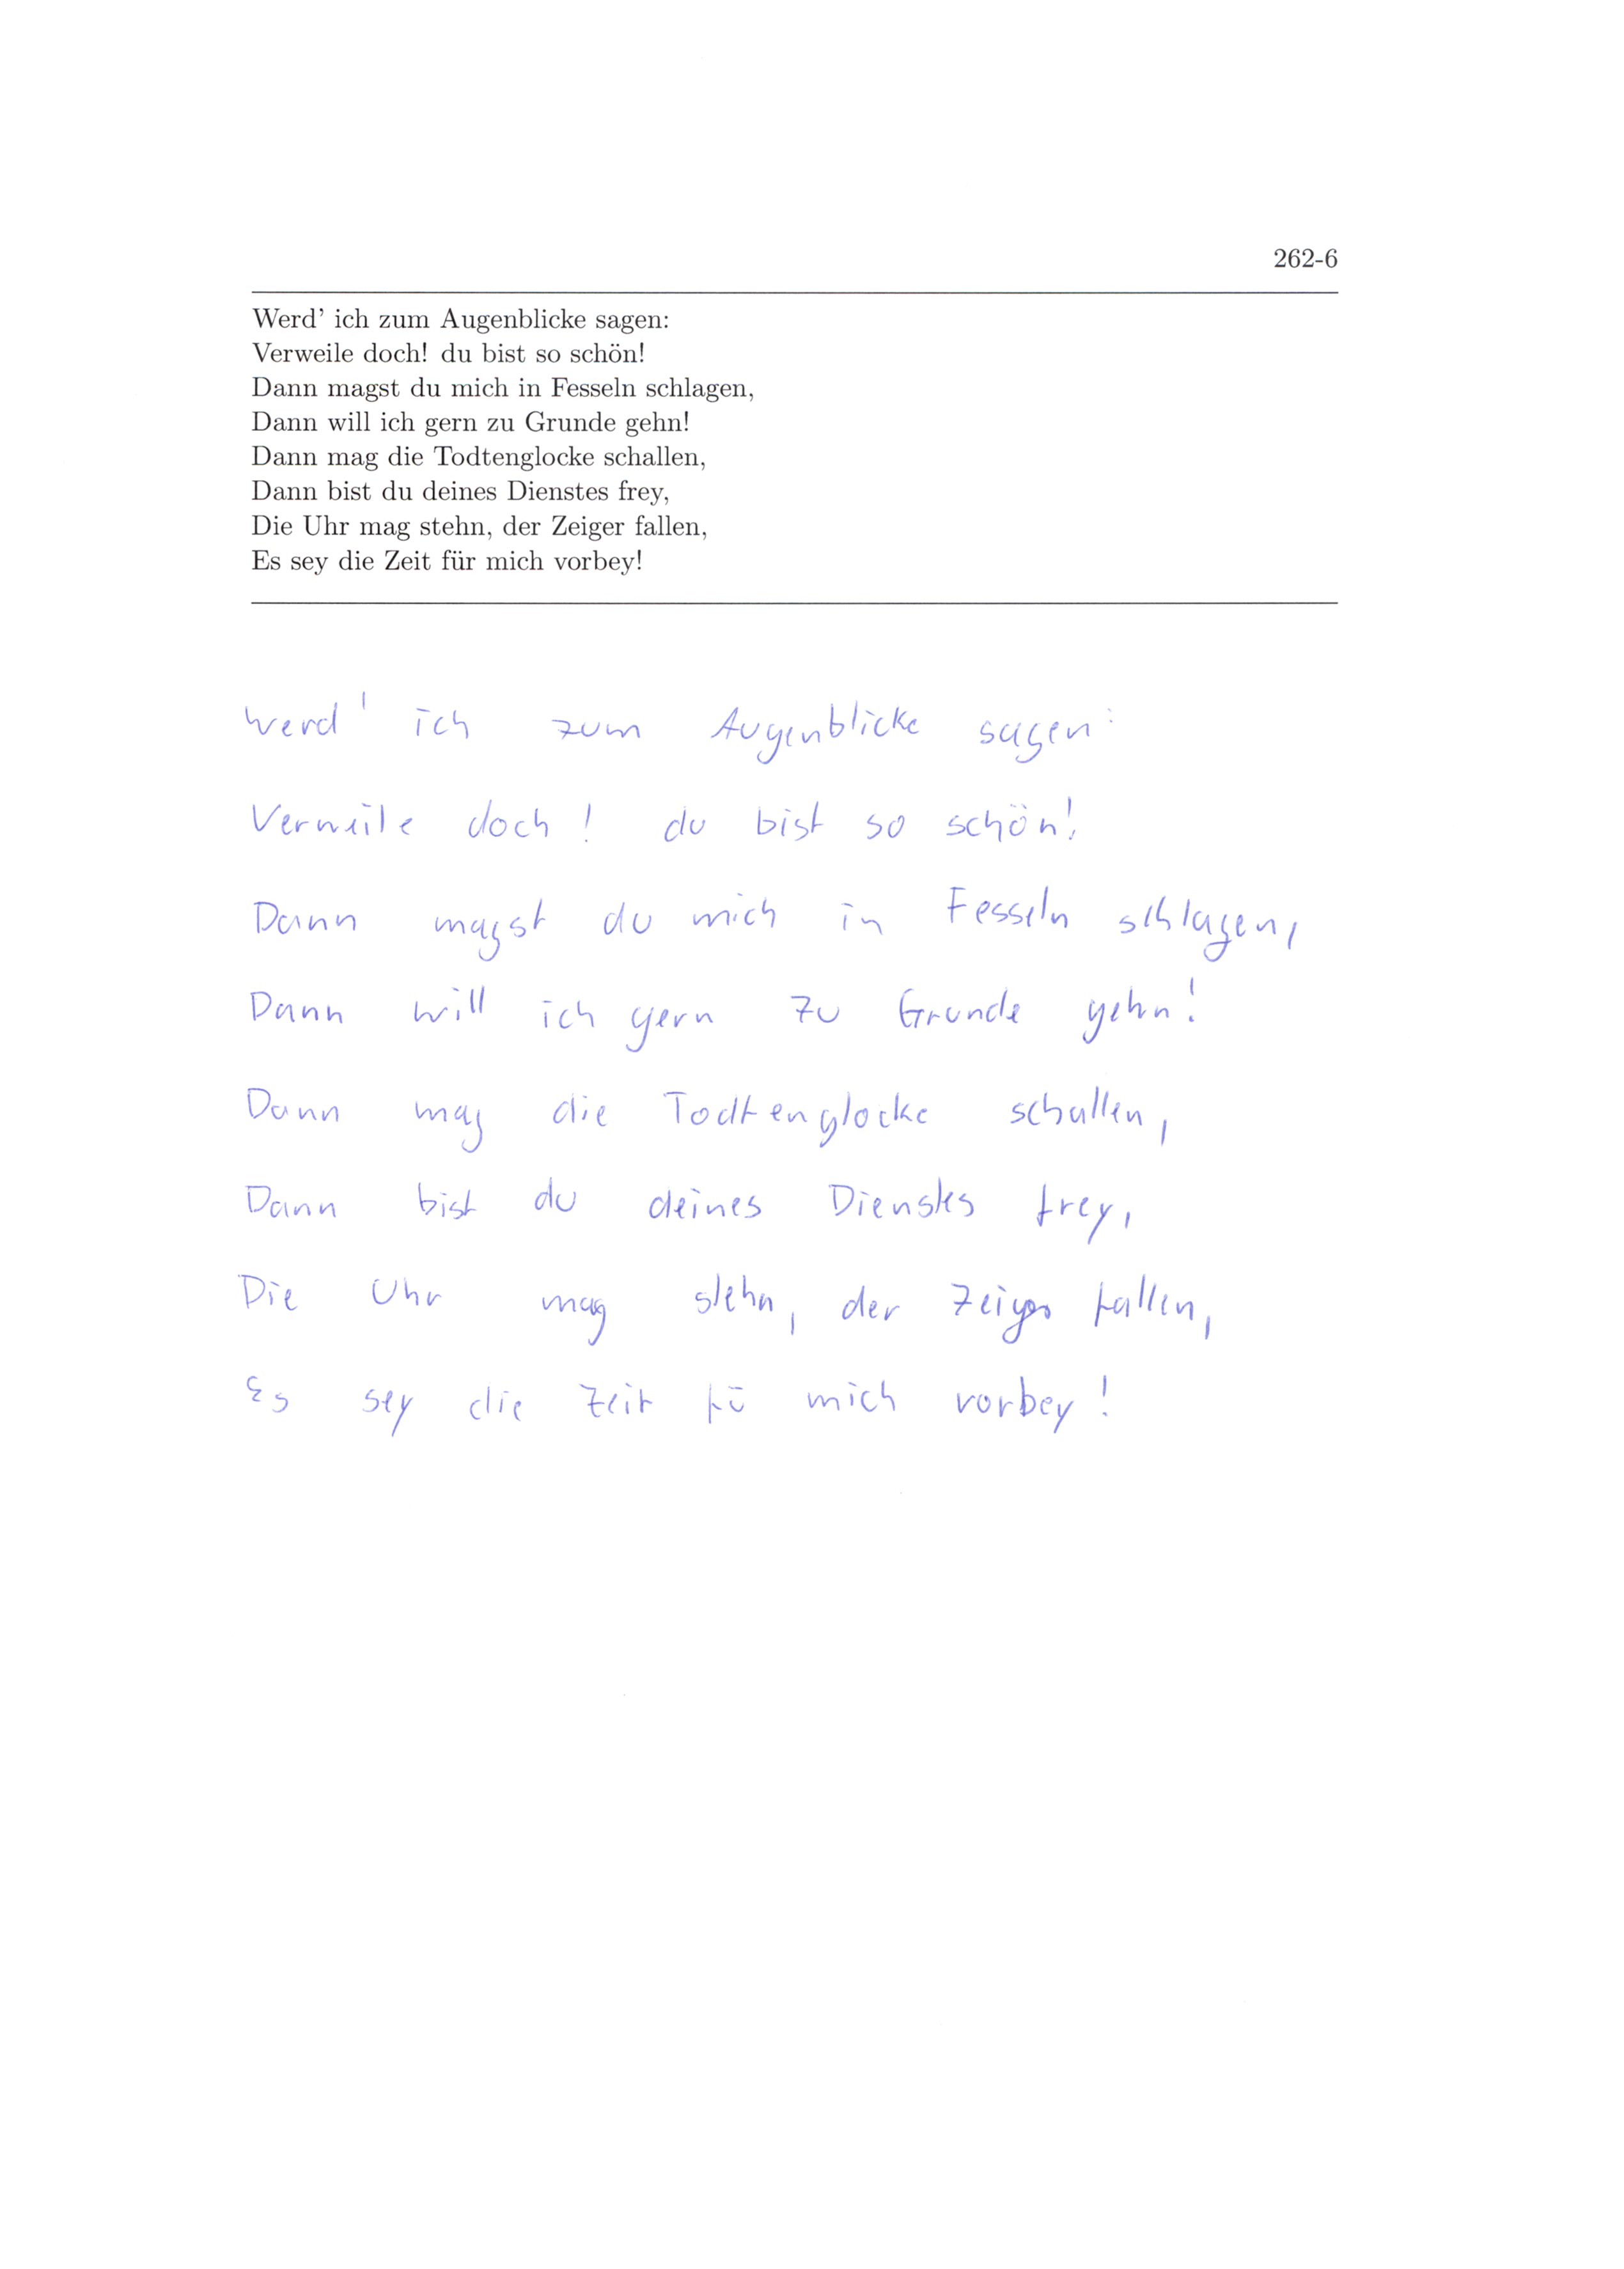 262-6
Werd’ ich zum Augenblicke sagen:
Verweile doch! du bist so schön!
Dann magst du mich in Fesseln schlagen,
Dann will ich gern zu Grunde gehn!
Dann mag die Todtenglocke schallen,
Dann bist du deines Dienstes frey,
Die Uhr mag stehn, der Zeiger fallen,
Es sey die Zeit für mich vorbey!
Werd' ich zum Augenblicke sagen:
Verweile doch! du bist so schön!
Dann magst du mich in Fesseln schlagen,
Dann will ich gern zu Grunde gehn!
Dann mag die Todtenglocke schallen,
Dann bist du deines Dienstes frey,
Die Uhr mag stehn, der Zeiger fallen,
Es sey die Zeit fü mich vorbey!